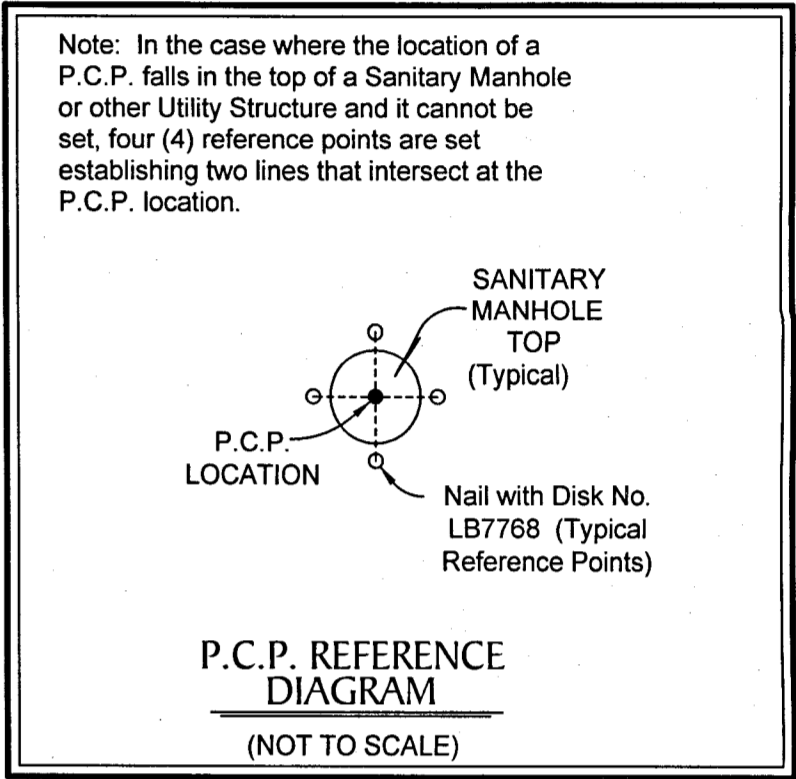 Note: In the case where the location of a
P.C.P. falls in the top of a Sanitary Manhole
or other Utility Structure and it cannot be
set, four (4) reference points are set
establishing two lines that intersect at the
P.C.P. location.
SANITARY
MANHOLE
TOP
(Typical)
P.C.P.
LOCATION
Nail with Disk No.
LB7768 (Typical
Reference Points)
P.C.P. REFERENCE
DIAGRAM
(NOT TO SCALE)